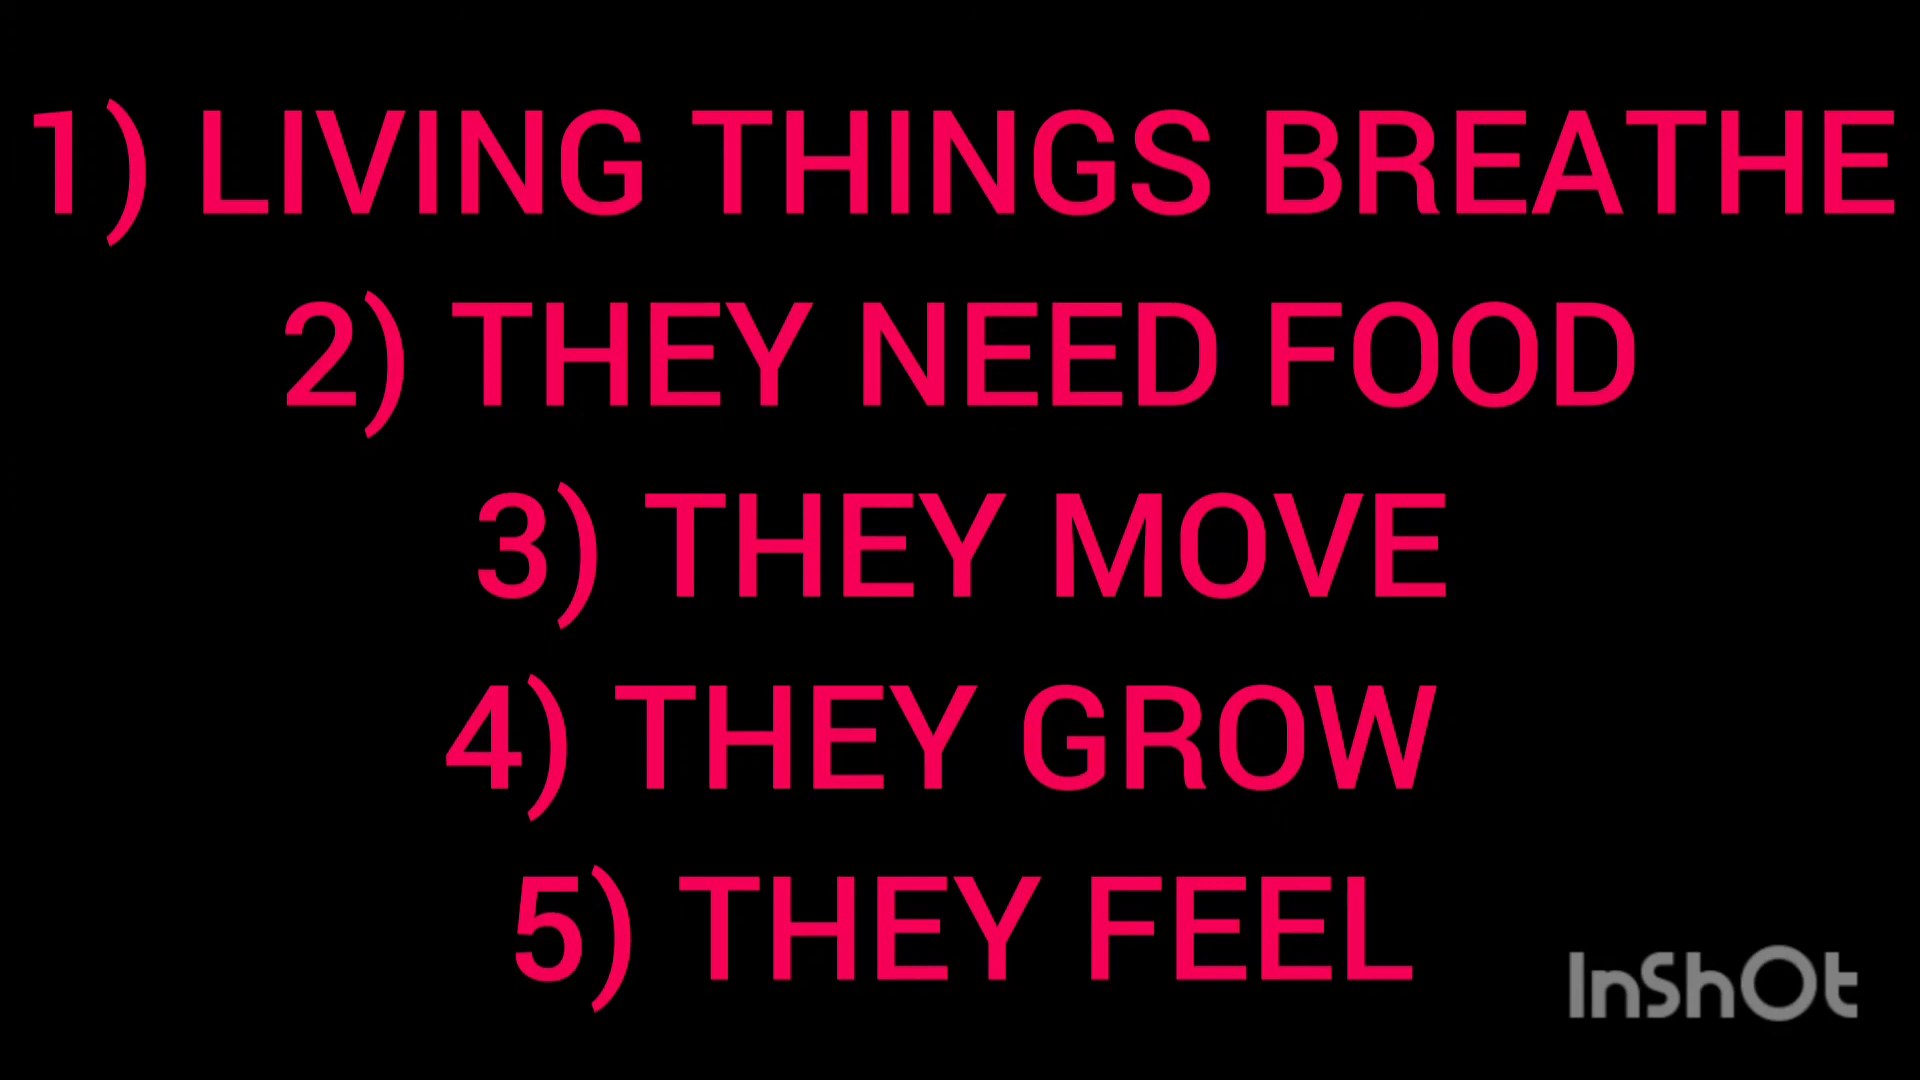 1) LIVING THINGS BREATHE
2) THEY NEED FOOD
3) THEY MOVE
4) THEY GROW
5) THEY FEEL
InShOt